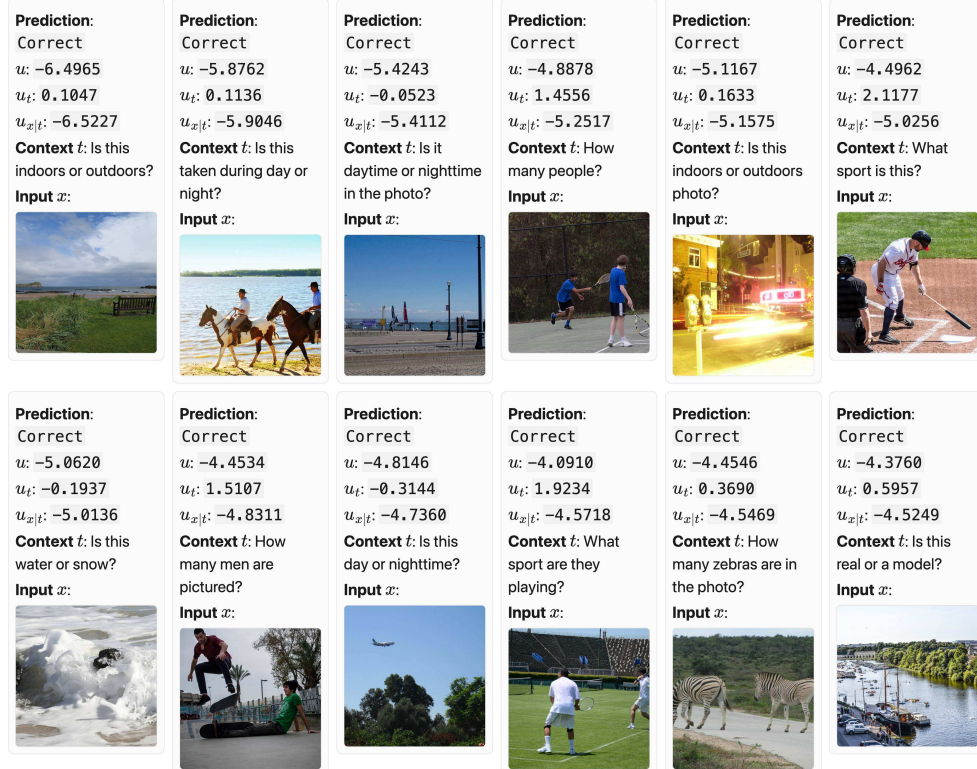 Prediction:
Correct
u: -6.4965
u_t: 0.1047
u_{x|t}: -6.5227
Context t: Is this
indoors or outdoors?
Input x:
Prediction:
Correct
u: -5.8762
u_t: 0.1136
u_{x|t}: -5.9046
Context t: Is this
taken during day or
night?
Input x:
Prediction:
Correct
u: -5.4243
u_t: -0.0523
u_{x|t}: -5.4112
Context t: Is it
daytime or nighttime
in the photo?
Input x:
Prediction:
Correct
u: -4.8878
u_t: 1.4556
u_{x|t}: -5.2517
Context t: How
many people?
Input x:
Prediction:
Correct
u: -5.1167
u_t: 0.1633
u_{x|t}: -5.1575
Context t: Is this
indoors or outdoors
photo?
Input x:
Prediction:
Correct
u: -4.4962
u_t: 2.1177
u_{x|t}: -5.0256
Context t: What
sport is this?
Input x:
Prediction:
Correct
u: -5.0620
u_t: -0.1937
u_{x|t}: -5.0136
Context t: Is this
water or snow?
Input x:
Prediction:
Correct
u: -4.4534
u_t: 1.5107
u_{x|t}: -4.8311
Context t: How
many men are
pictured?
Input x:
Prediction:
Correct
u: -4.8146
u_t: -0.3144
u_{x|t}: -4.7360
Context t: Is this
day or nighttime?
Input x:
Prediction:
Correct
u: -4.0910
u_t: 1.9234
u_{x|t}: -4.5718
Context t: What
sport are they
playing?
Input x:
Prediction:
Correct
u: -4.4546
u_t: 0.3690
u_{x|t}: -4.5469
Context t: How
many zebras are in
the photo?
Input x:
Prediction:
Correct
u: -4.3760
u_t: 0.5957
u_{x|t}: -4.5249
Context t: Is this
real or a model?
Input x: